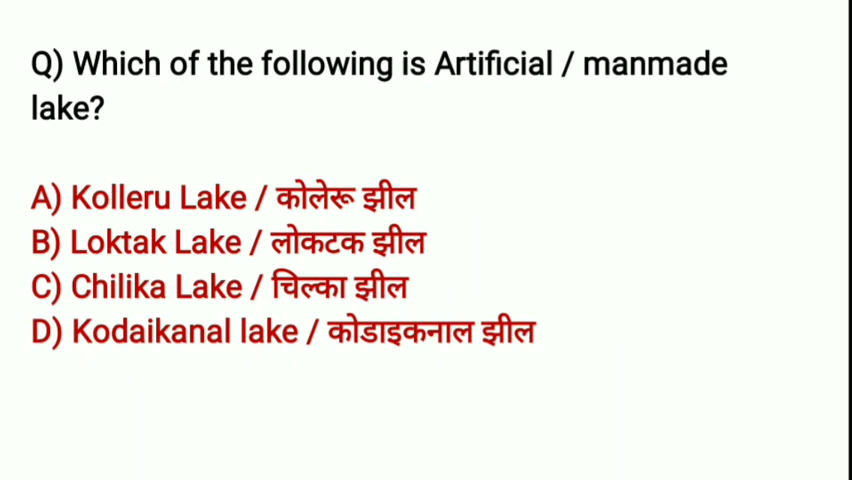 Q) Which of the following is Artificial / manmade
lake?
A) Kolleru Lake / कोलेरू झील
B) Loktak Lake / लोकटक झील
C) Chilika Lake / चिल्का झील
D) Kodaikanal lake / कोडाइकनाल झील